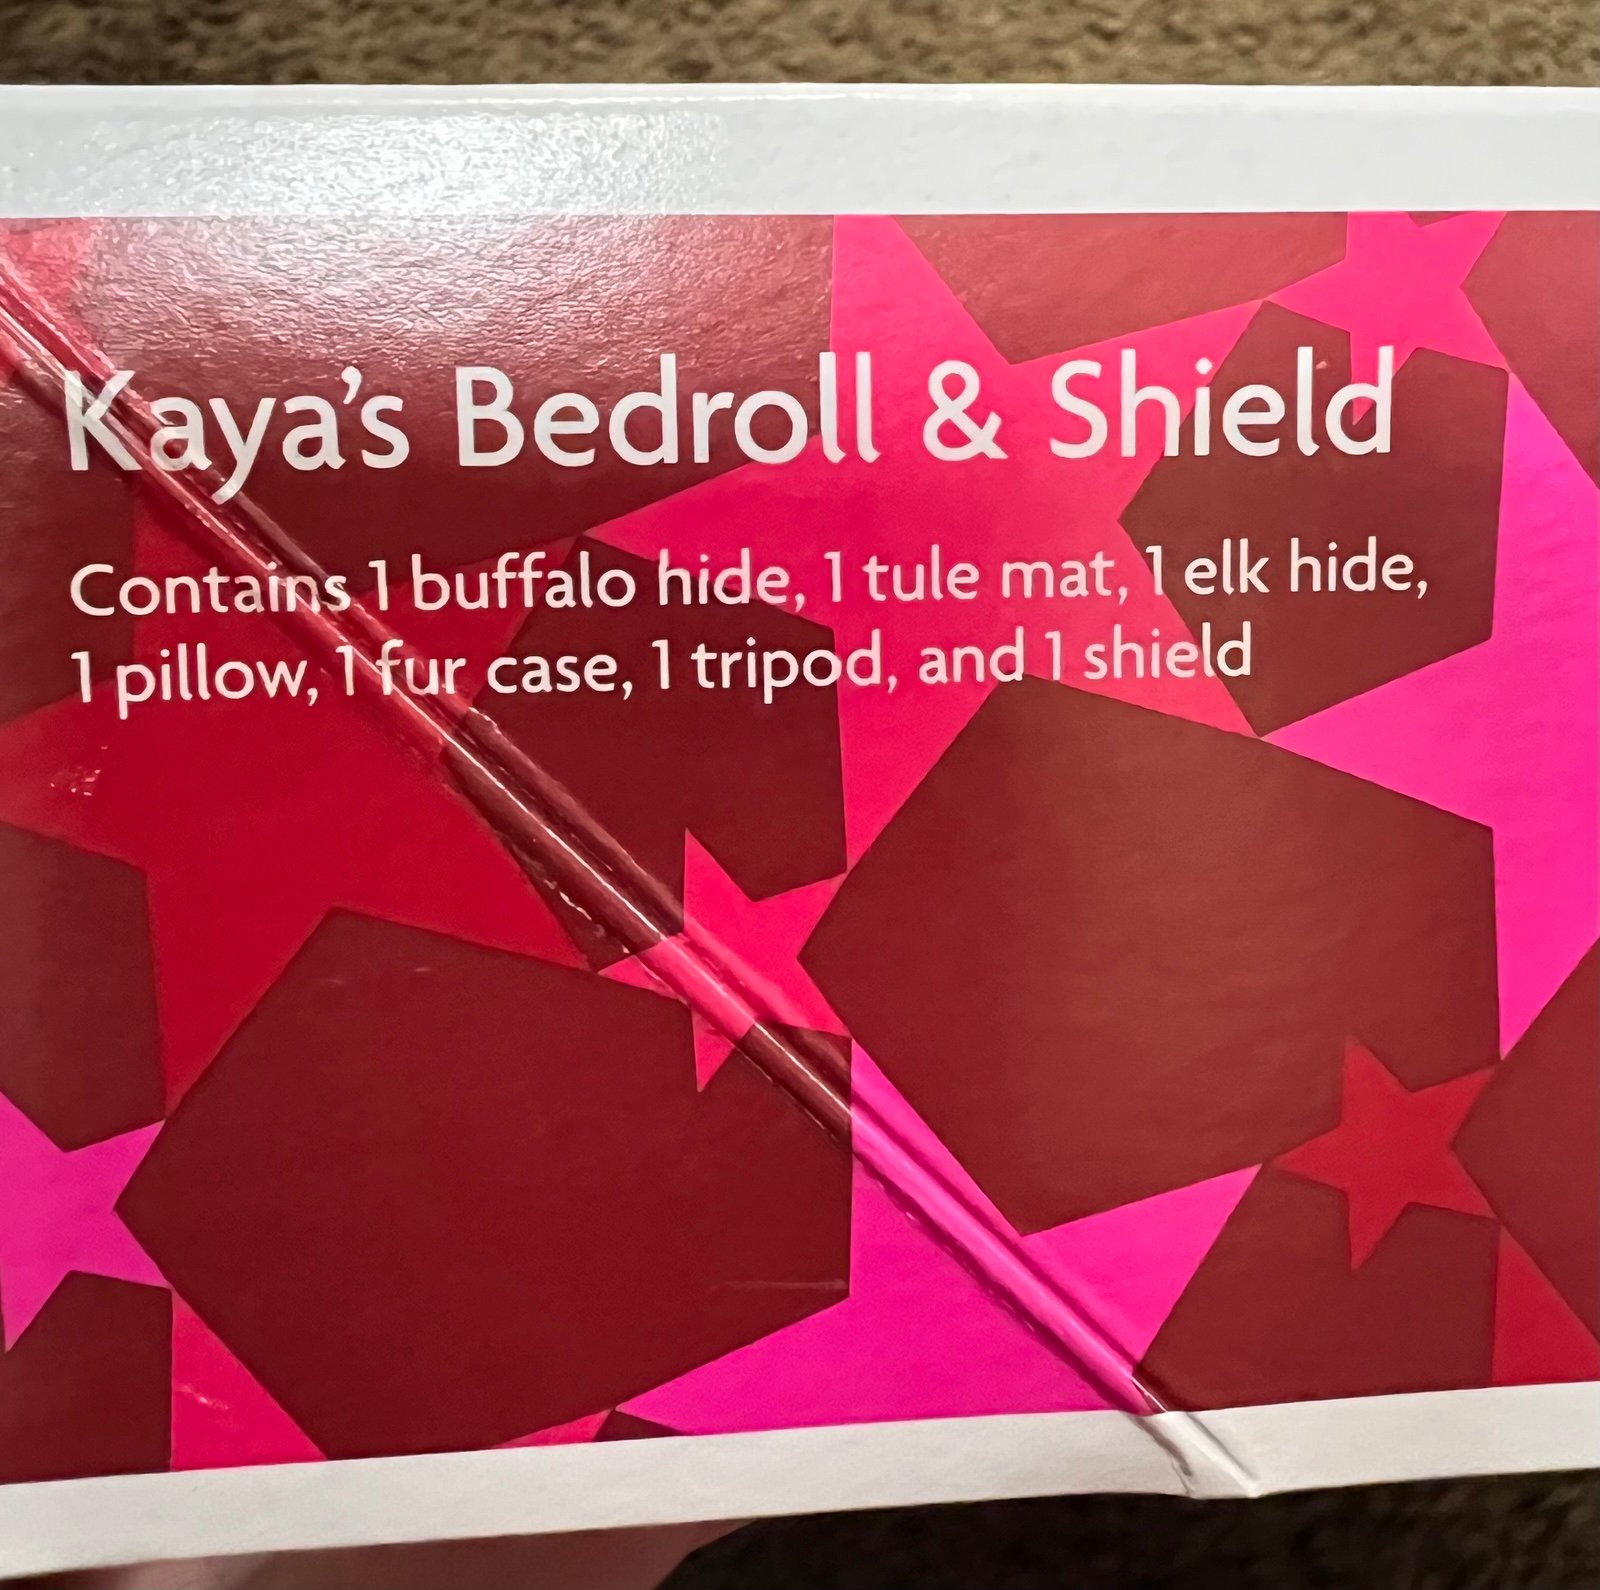 Kaya's Bedroll & Shield
Contains 1 buffalo hide, 1 tule mat, 1 elk hide,
1 pillow, 1 fur case, 1 tripod, and 1 shield